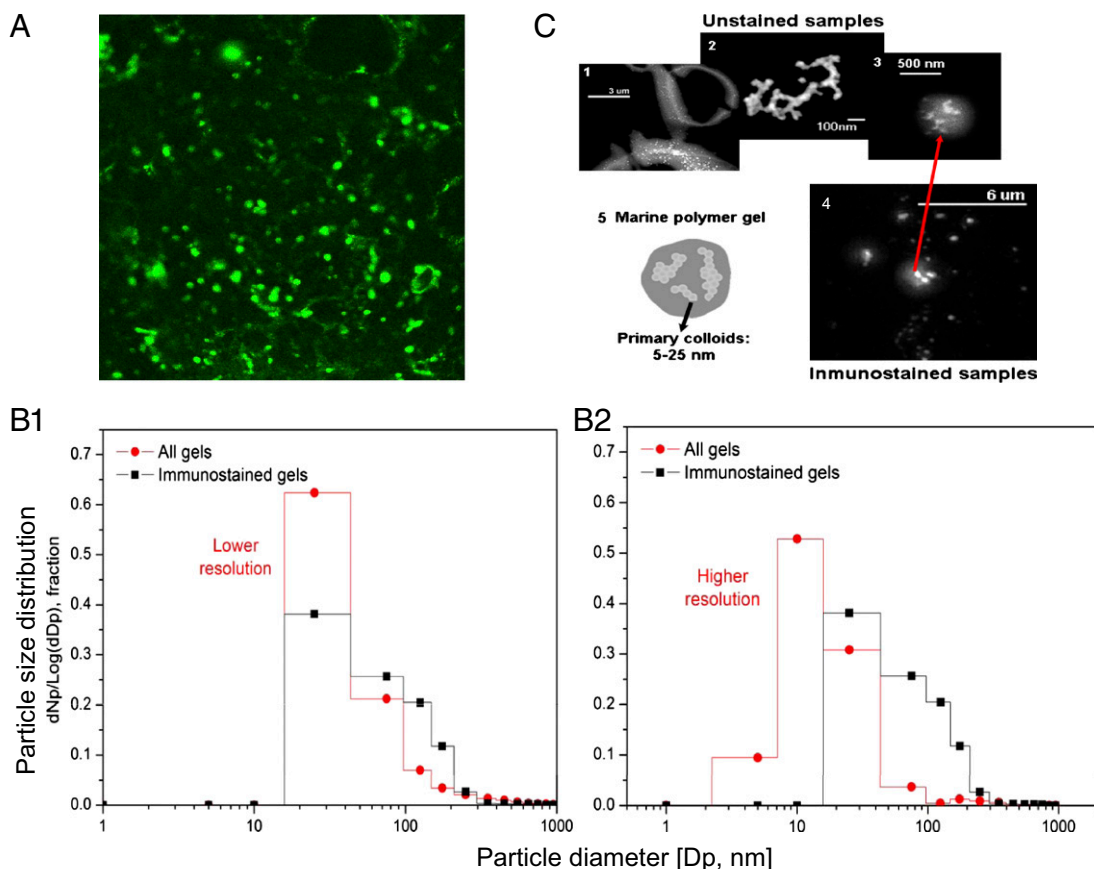 A
C
Unstained samples
1
3 um
2
100nm
3
500 nm
4
6 um
5 Marine polymer gel
Primary colloids:
5-25 nm
Inmunostained samples
B1
All gels
Immunostained gels
Lower
resolution
0.7
0.6
0.5
0.4
0.3
0.2
0.1
0.0
1
10
100
1000
B2
All gels
Immunostained gels
Higher
resolution
0.7
0.6
0.5
0.4
0.3
0.2
0.1
0.0
1
10
100
1000
Particle size distribution
dNp/Log(dDp), fraction
Particle diameter [Dp, nm]